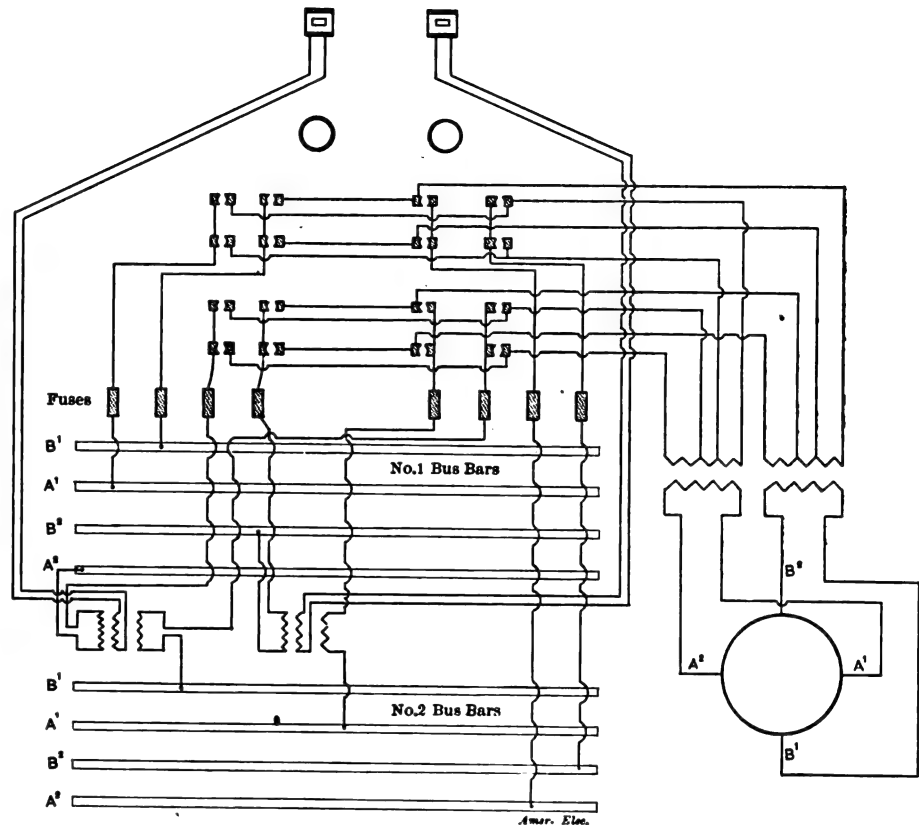 Fuses
B¹
No.1 Bus Bars
A¹
B²
A²
B²
A²
A¹
B¹
B¹
No.2 Bus Bars
A¹
B²
A²
Amer. Elec.